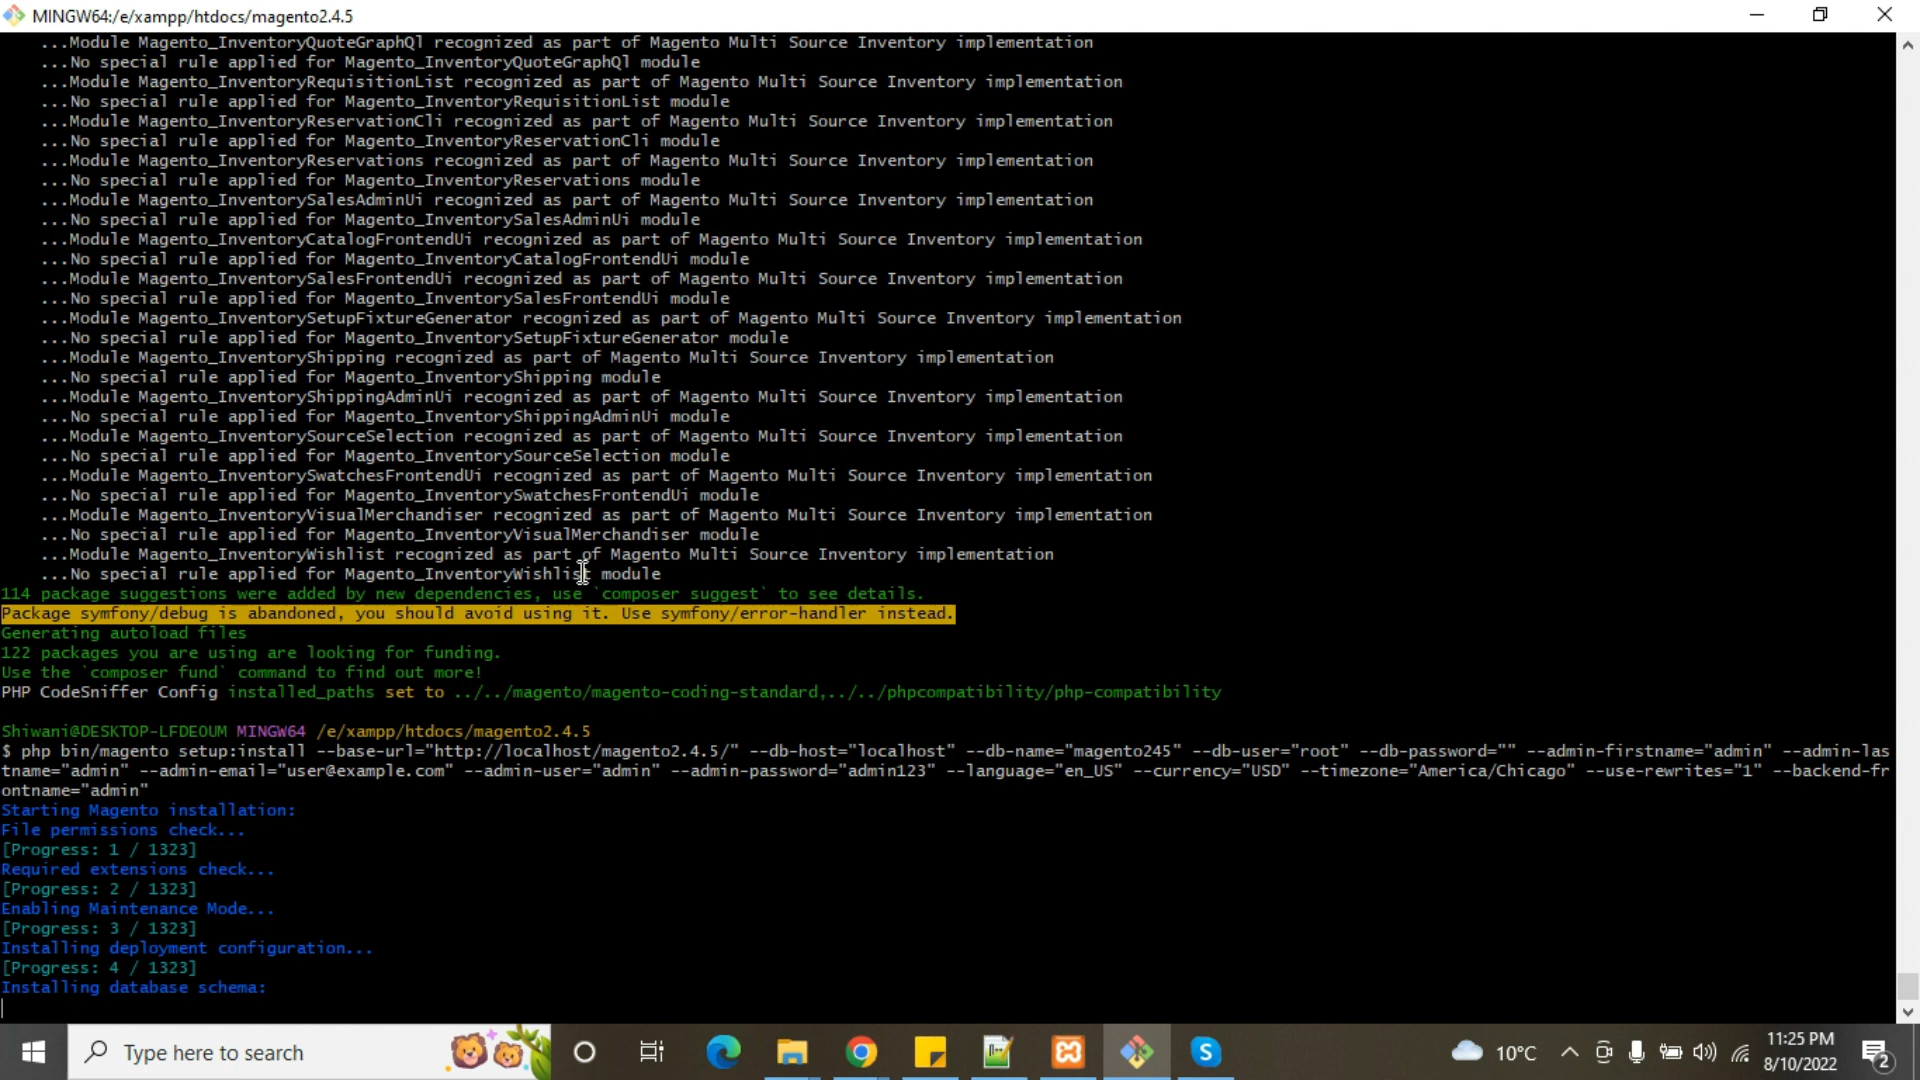 MINGW64:/e/xampp/htdocs/magento2.4.5
...Module Magento_InventoryQuoteGraphQl recognized as part of Magento Multi Source Inventory implementation
...No special rule applied for Magento_InventoryQuoteGraphQl module
...Module Magento_InventoryRequisitionList recognized as part of Magento Multi Source Inventory implementation
...No special rule applied for Magento_InventoryRequisitionList module
...Module Magento_InventoryReservationCli recognized as part of Magento Multi Source Inventory implementation
...No special rule applied for Magento_InventoryReservationCli module
...Module Magento_InventoryReservations recognized as part of Magento Multi Source Inventory implementation
...No special rule applied for Magento_InventoryReservations module
...Module Magento_InventorySalesAdminUi recognized as part of Magento Multi Source Inventory implementation
...No special rule applied for Magento_InventorySalesAdminUi module
...Module Magento_InventoryCatalogFrontendUi recognized as part of Magento Multi Source Inventory implementation
...No special rule applied for Magento_InventoryCatalogFrontendUi module
...Module Magento_InventorySalesFrontendUi recognized as part of Magento Multi Source Inventory implementation
...No special rule applied for Magento_InventorySalesFrontendUi module
...Module Magento_InventorySetupFixtureGenerator recognized as part of Magento Multi Source Inventory implementation
...No special rule applied for Magento_InventorySetupFixtureGenerator module
...Module Magento_InventoryShipping recognized as part of Magento Multi Source Inventory implementation
...No special rule applied for Magento_InventoryShipping module
...Module Magento_InventoryShippingAdminUi recognized as part of Magento Multi Source Inventory implementation
...No special rule applied for Magento_InventoryShippingAdminUi module
...Module Magento_InventorySourceSelection recognized as part of Magento Multi Source Inventory implementation
...No special rule applied for Magento_InventorySourceSelection module
...Module Magento_InventorySwatchesFrontendUi recognized as part of Magento Multi Source Inventory implementation
...No special rule applied for Magento_InventorySwatchesFrontendUi module
...Module Magento_InventoryVisualMerchandiser recognized as part of Magento Multi Source Inventory implementation
...No special rule applied for Magento_InventoryVisualMerchandiser module
...Module Magento_InventoryWishlist recognized as part of Magento Multi Source Inventory implementation
...No special rule applied for Magento_InventoryWishlist module
114 package suggestions were added by new dependencies, use `composer suggest` to see details.
Package symfony/debug is abandoned, you should avoid using it. Use symfony/error-handler instead.
Generating autoload files
122 packages you are using are looking for funding.
Use the `composer fund` command to find out more!
PHP CodeSniffer Config installed_paths set to ../../magento/magento-coding-standard,../../phpcompatibility/php-compatibility
Shiwani@DESKTOP-LFDEOUM MINGW64 /e/xampp/htdocs/magento2.4.5
$ php bin/magento setup:install --base-url="http://localhost/magento2.4.5/" --db-host="localhost" --db-name="magento245" --db-user="root" --db-password="" --admin-firstname="admin" --admin-las
tname="admin" --admin-email="user@example.com" --admin-user="admin" --admin-password="admin123" --language="en_US" --currency="USD" --timezone="America/Chicago" --use-rewrites="1" --backend-fr
ontname="admin"
Starting Magento installation:
File permissions check...
[Progress: 1 / 1323]
Required extensions check...
[Progress: 2 / 1323]
Enabling Maintenance Mode...
[Progress: 3 / 1323]
Installing deployment configuration...
[Progress: 4 / 1323]
Installing database schema:
Type here to search
10°C
11:25 PM
8/10/2022
2